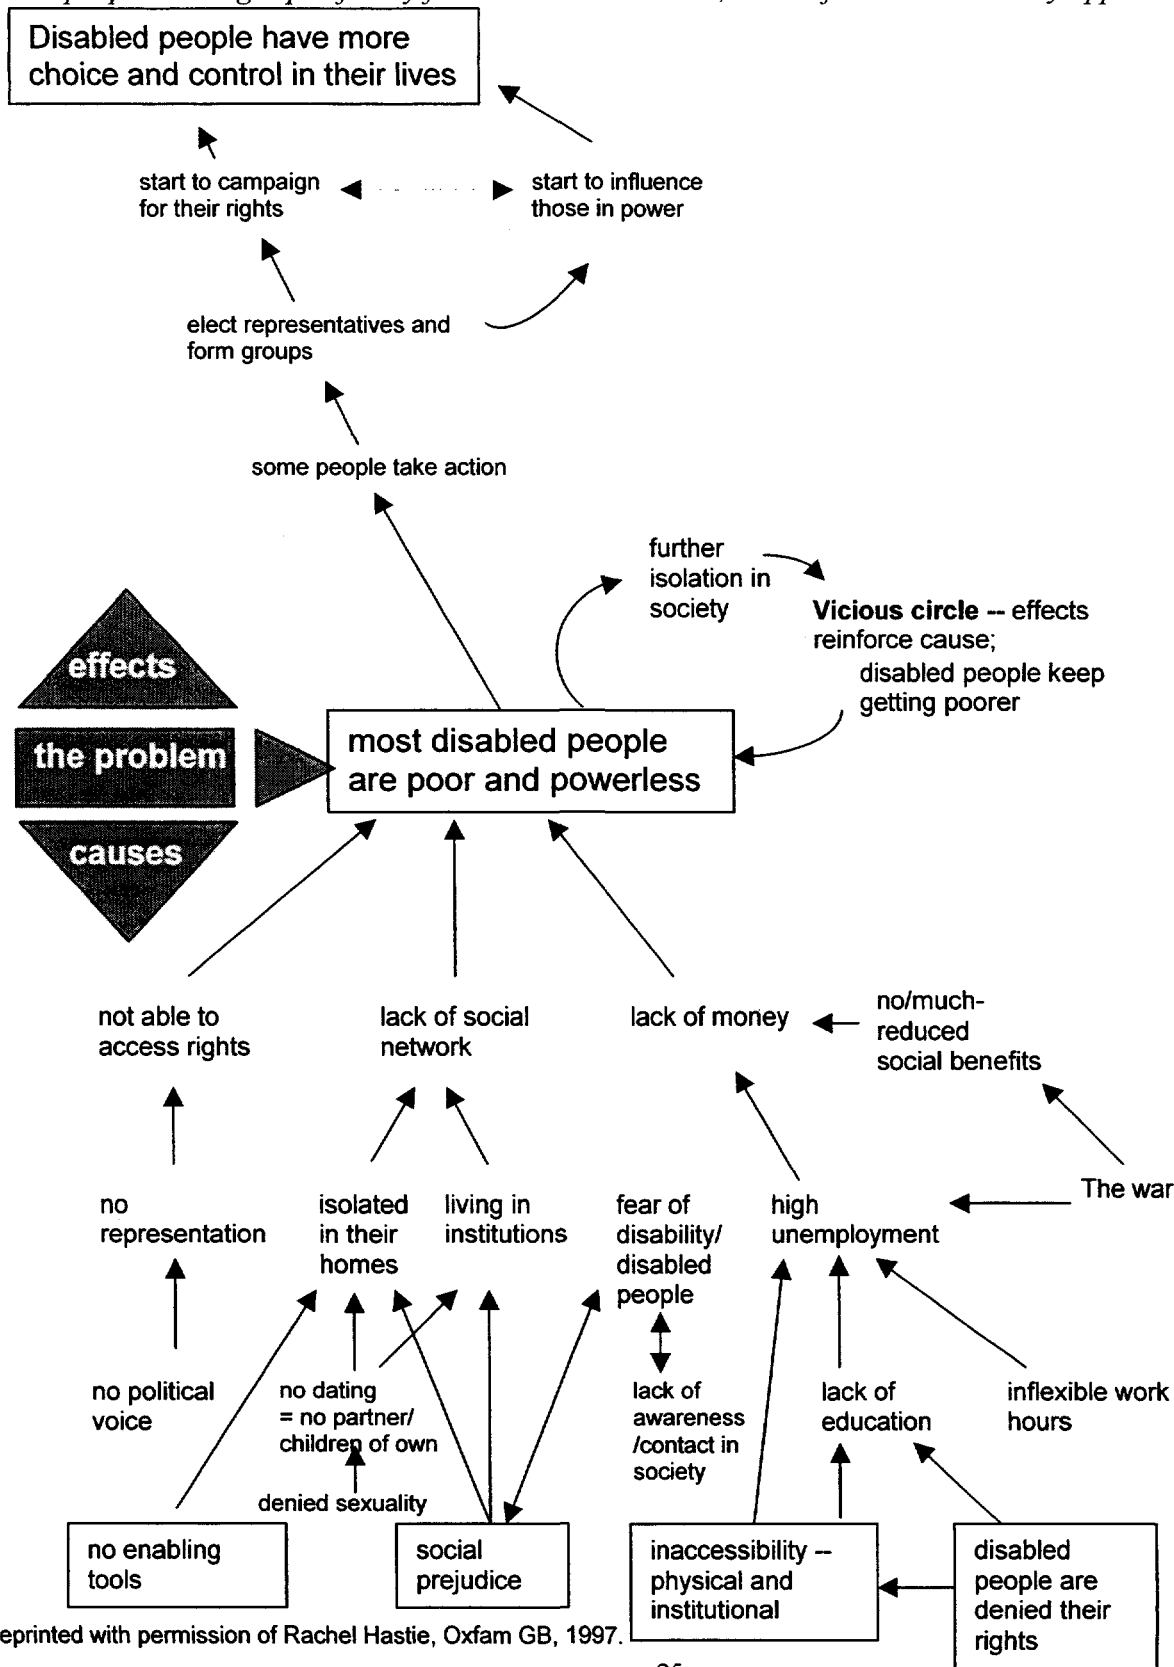 Disabled people have more
choice and control in their lives
start to campaign
for their rights
start to influence
those in power
elect representatives and
form groups
some people take action
further
isolation in
society
Vicious circle -- effects
reinforce cause;
disabled people keep
getting poorer
effects
the problem
causes
most disabled people
are poor and powerless
not able to
access rights
lack of social
network
lack of money
no/much-
reduced
social benefits
no
representation
isolated
in their
homes
living in
institutions
fear of
disability/
disabled
people
high
unemployment
The war
no political
voice
no dating
= no partner/
children of own
lack of
awareness
/contact in
society
lack of
education
inflexible work
hours
denied sexuality
no enabling
tools
social
prejudice
inaccessibility --
physical and
institutional
disabled
people are
denied their
rights
eprinted with permission of Rachel Hastie, Oxfam GB, 1997.